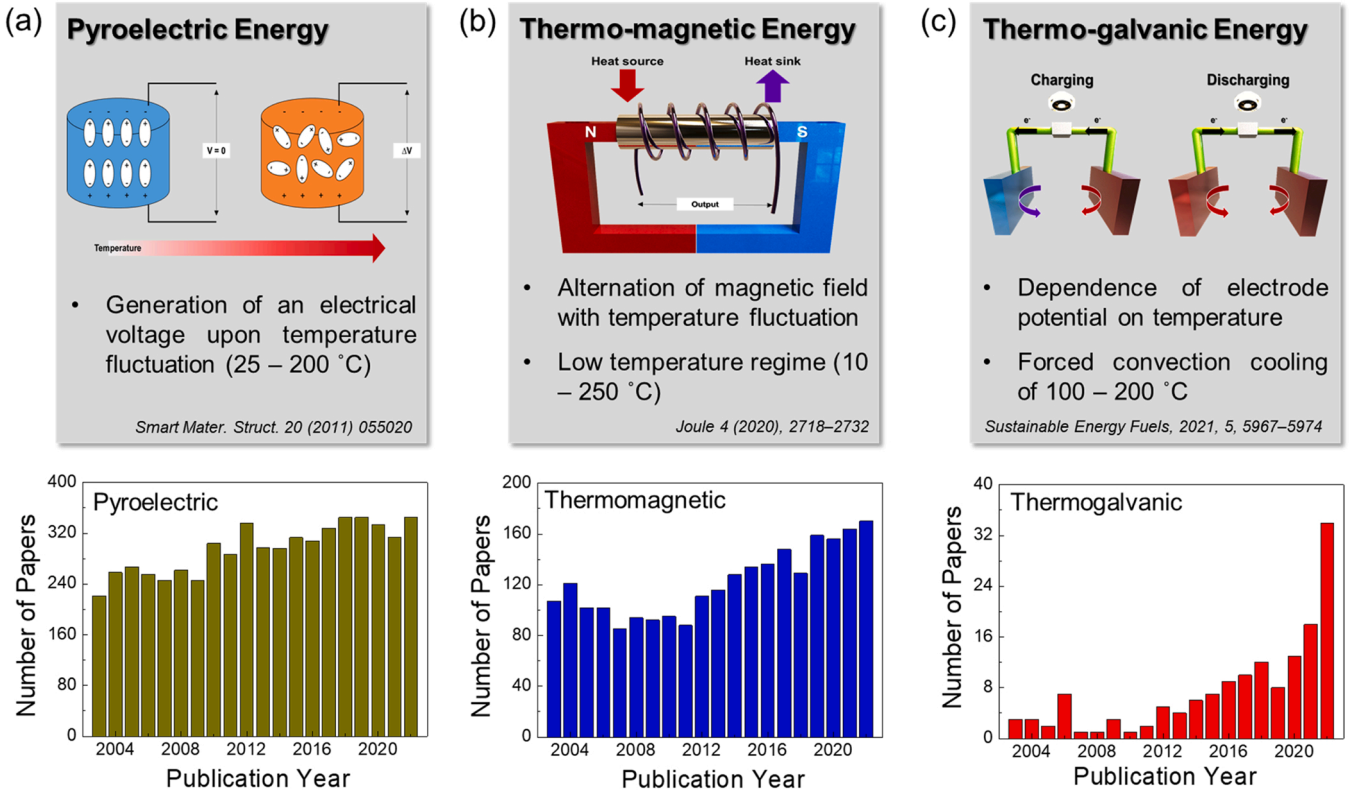 (a)
Pyroelectric Energy
- - - -
V = 0
+ + + +
- - - -
ΔV
+ + + +
Temperature
• Generation of an electrical
voltage upon temperature
fluctuation (25 – 200 ˚C)
Smart Mater. Struct. 20 (2011) 055020
(b)
Thermo-magnetic Energy
Heat source
Heat sink
N
S
Output
• Alternation of magnetic field
with temperature fluctuation
• Low temperature regime (10
– 250 ˚C)
Joule 4 (2020), 2718–2732
(c)
Thermo-galvanic Energy
Charging
Discharging
e-
e-
e-
e-
• Dependence of electrode
potential on temperature
• Forced convection cooling
of 100 – 200 ˚C
Sustainable Energy Fuels, 2021, 5, 5967–5974
Pyroelectric
Number of Papers
400
320
240
160
80
0
2004 2008 2012 2016 2020
Publication Year
Thermomagnetic
Number of Papers
200
160
120
80
40
0
2004 2008 2012 2016 2020
Publication Year
Thermogalvanic
Number of Papers
40
32
24
16
8
0
2004 2008 2012 2016 2020
Publication Year